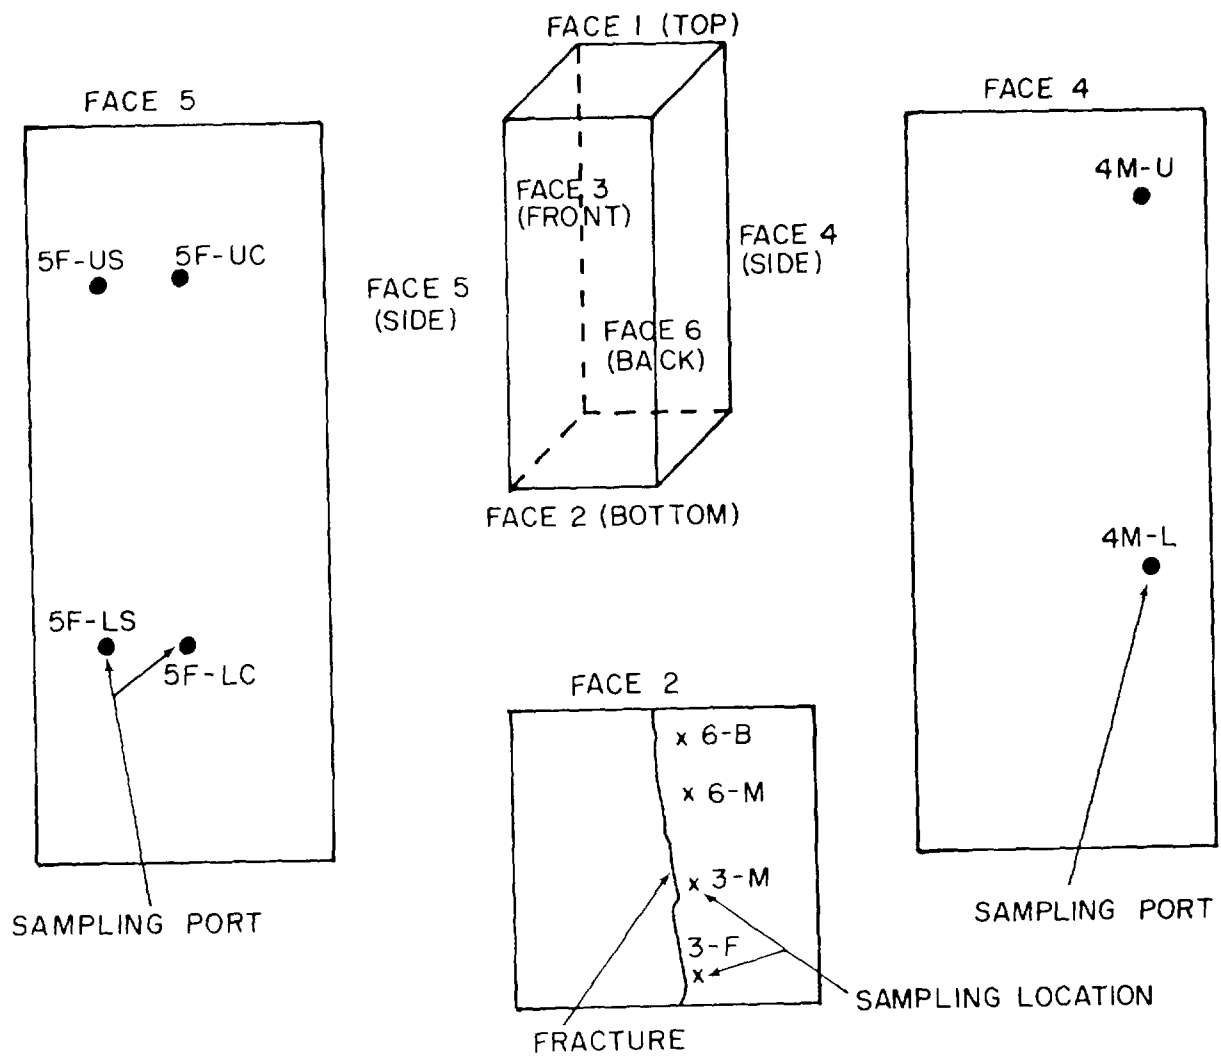 FACE 1 (TOP)
FACE 5
FACE 4
4M-U
FACE 3
(FRONT)
5F-US
5F-UC
FACE 4
(SIDE)
FACE 5
(SIDE)
FACE 6
(BACK)
FACE 2 (BOTTOM)
4M-L
5F-LS
5F-LC
FACE 2
6-B
6-M
3-M
3-F
SAMPLING PORT
SAMPLING PORT
SAMPLING LOCATION
FRACTURE